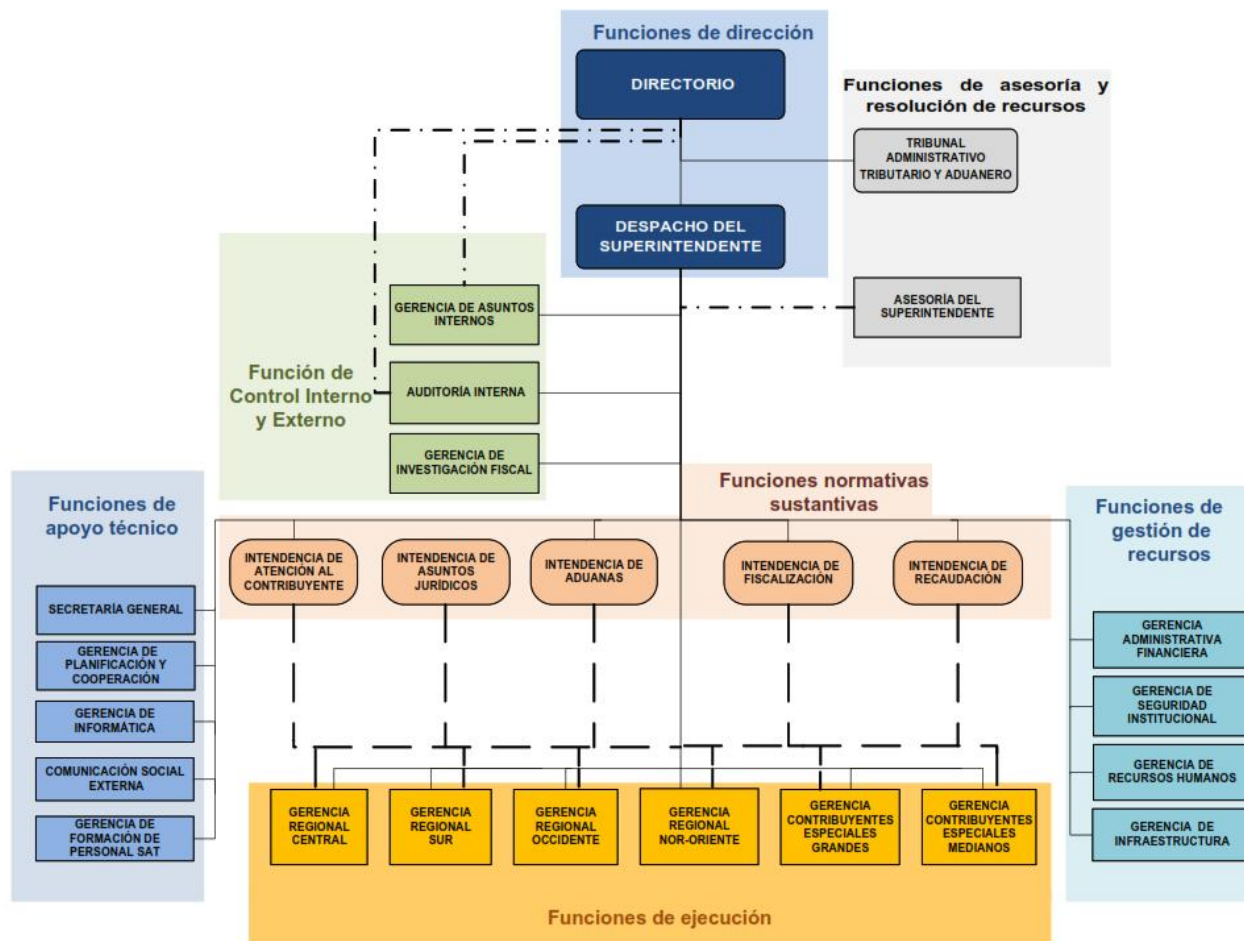 Funciones de dirección
DIRECTORIO
DESPACHO DEL
SUPERINTENDENTE
Funciones de asesoría y
resolución de recursos
TRIBUNAL
ADMINISTRATIVO
TRIBUTARIO Y ADUANERO
ASESORÍA DEL
SUPERINTENDENTE
Función de
Control Interno
y Externo
GERENCIA DE ASUNTOS
INTERNOS
AUDITORÍA INTERNA
GERENCIA DE
INVESTIGACIÓN FISCAL
Funciones de
apoyo técnico
SECRETARÍA GENERAL
GERENCIA DE
PLANIFICACIÓN Y
COOPERACIÓN
GERENCIA DE
INFORMÁTICA
COMUNICACIÓN SOCIAL
EXTERNA
GERENCIA DE
FORMACIÓN DE
PERSONAL SAT
Funciones normativas
sustantivas
INTENDENCIA DE
ATENCIÓN AL
CONTRIBUYENTE
INTENDENCIA DE
ASUNTOS
JURÍDICOS
INTENDENCIA DE
ADUANAS
INTENDENCIA DE
FISCALIZACIÓN
INTENDENCIA DE
RECAUDACIÓN
Funciones de
gestión de
recursos
GERENCIA
ADMINISTRATIVA
FINANCIERA
GERENCIA DE
SEGURIDAD
INSTITUCIONAL
GERENCIA DE
RECURSOS HUMANOS
GERENCIA DE
INFRAESTRUCTURA
GERENCIA
REGIONAL
CENTRAL
GERENCIA
REGIONAL
SUR
GERENCIA
REGIONAL
OCCIDENTE
GERENCIA
REGIONAL
NOR-ORIENTE
GERENCIA
CONTRIBUYENTES
ESPECIALES
GRANDES
GERENCIA
CONTRIBUYENTES
ESPECIALES
MEDIANOS
Funciones de ejecución